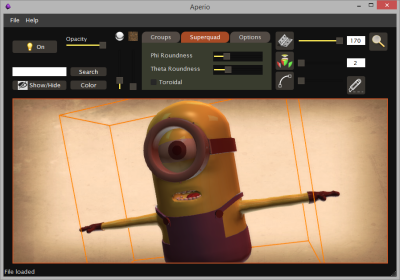 Aperio
File Help
On
Opacity
Groups Superquad Options
Phi Roundness
Theta Roundness
Toroidal
170
2
Search
Show/Hide Color
File loaded